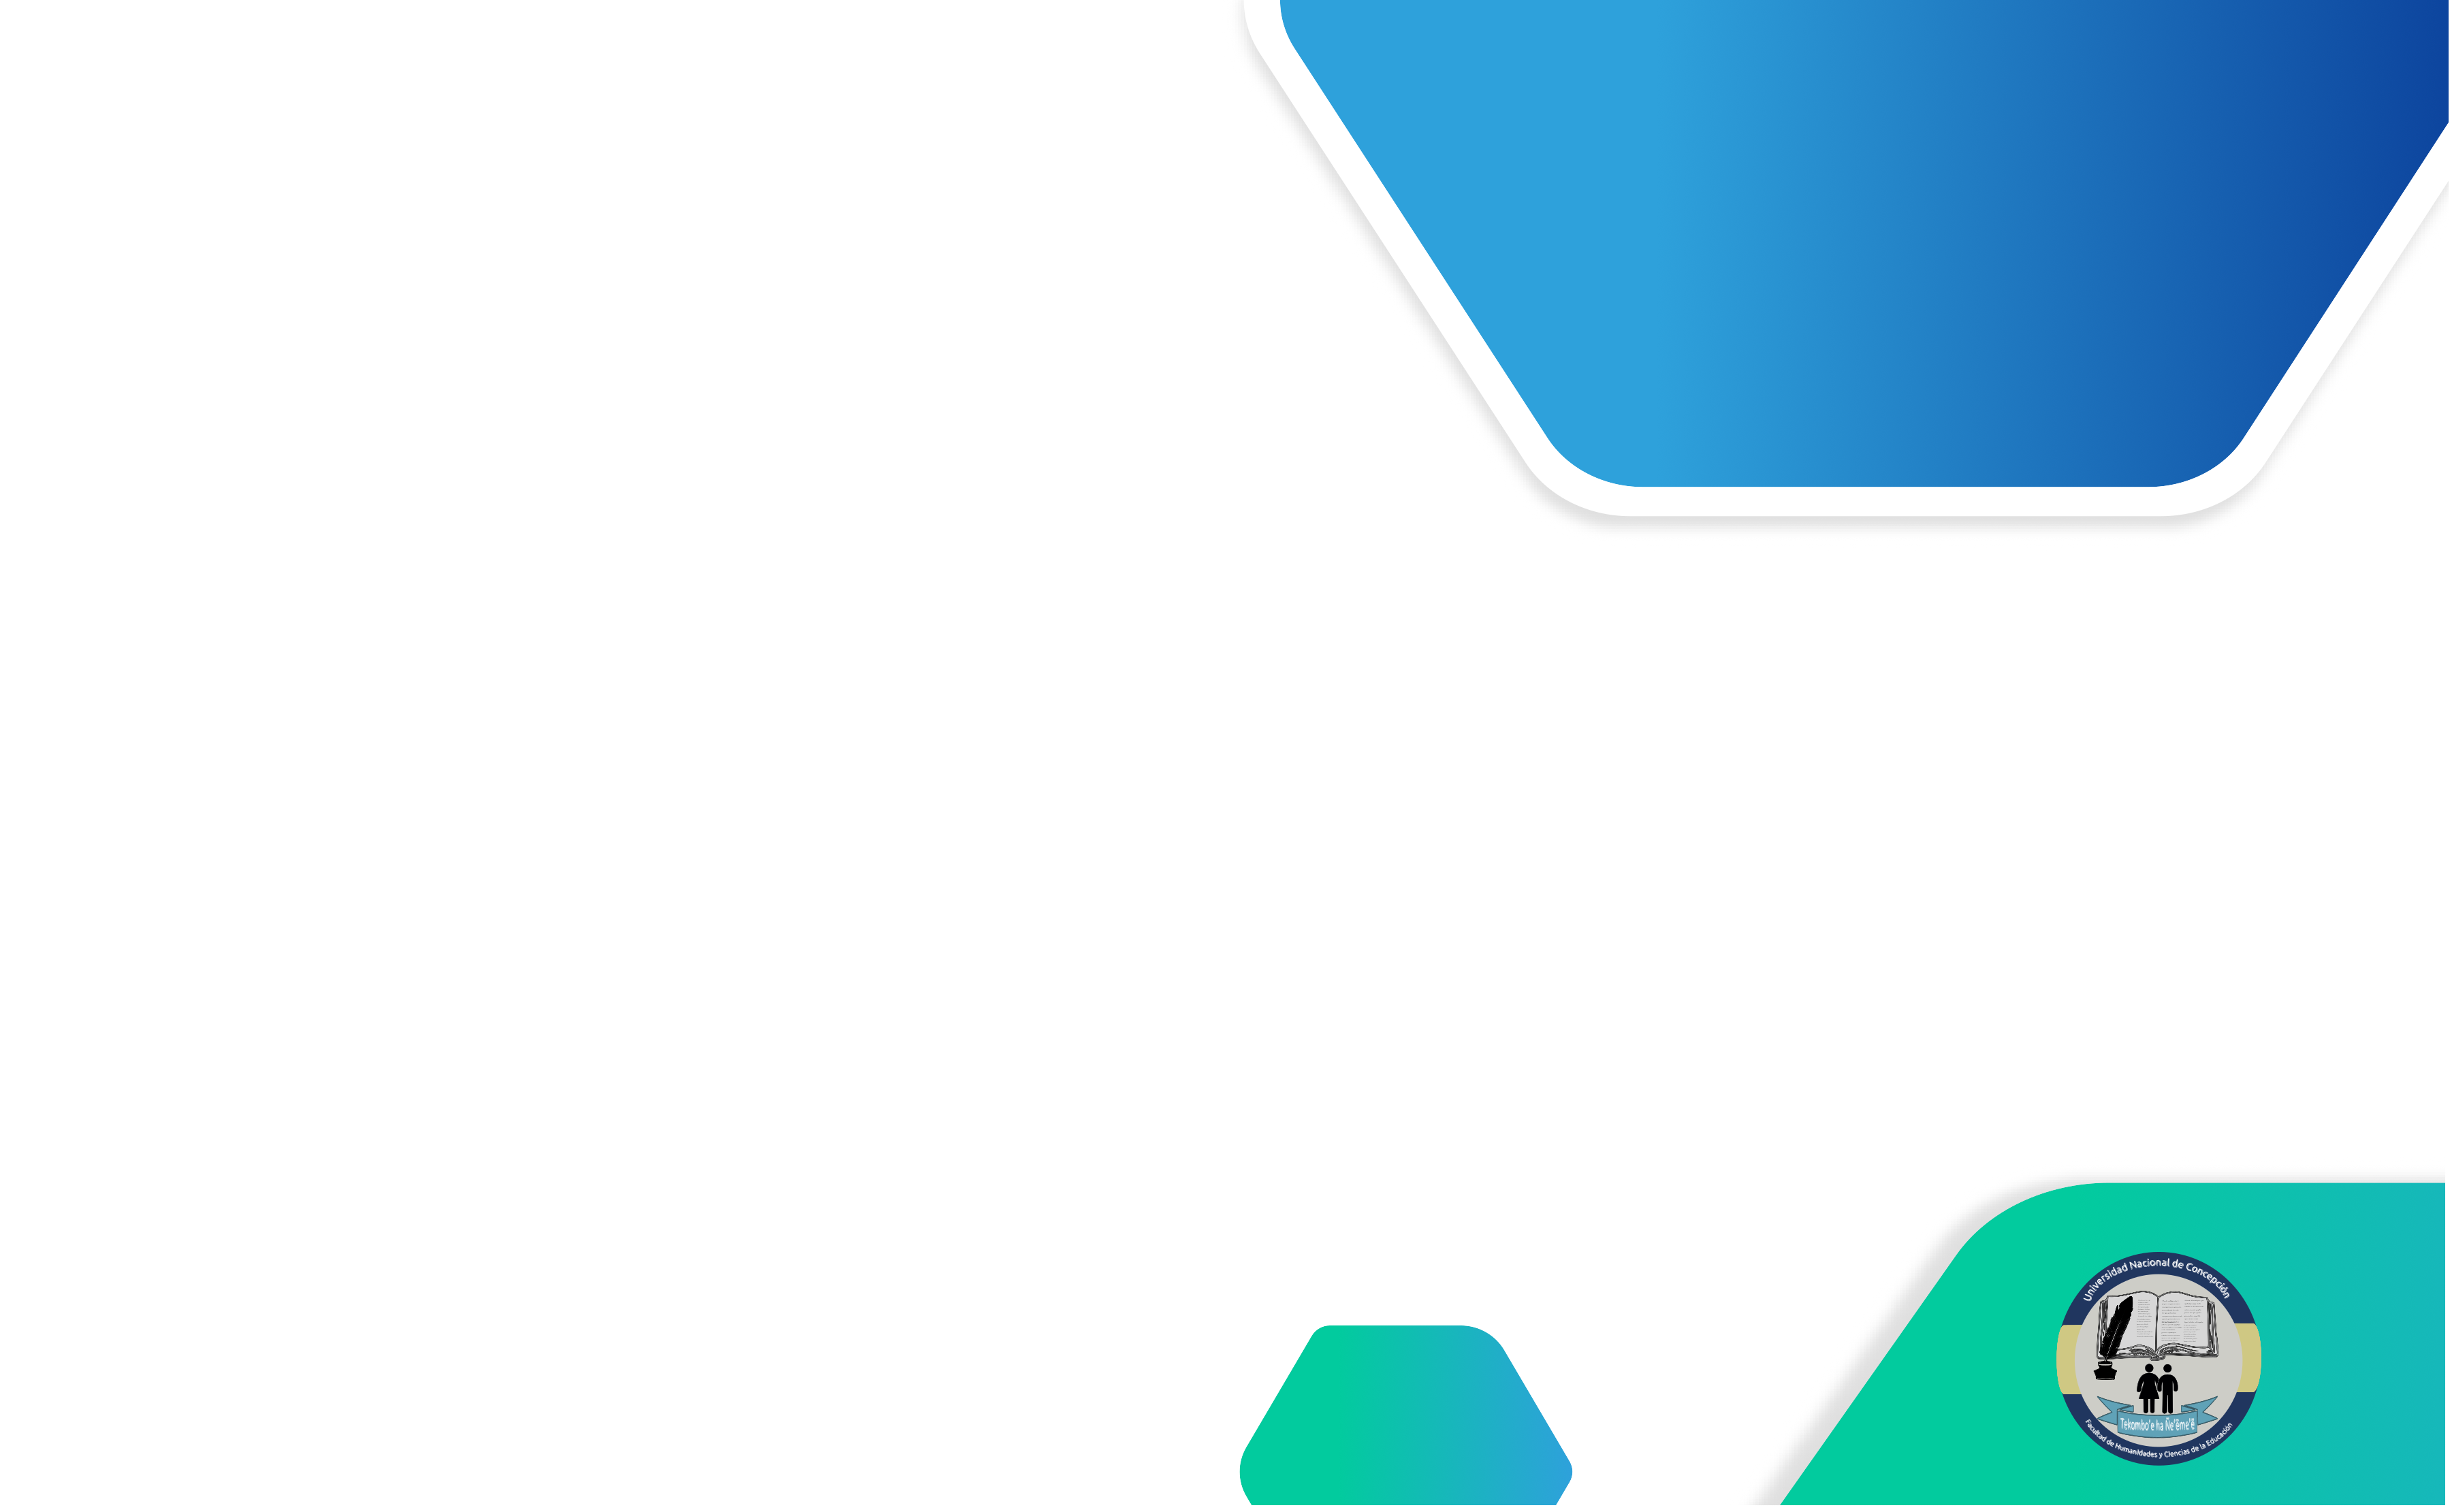 Universidad Nacional de Concepción
Tekombo'e ha Ñe'ẽme'ẽ
Facultad de Humanidades y Ciencias de la Educación